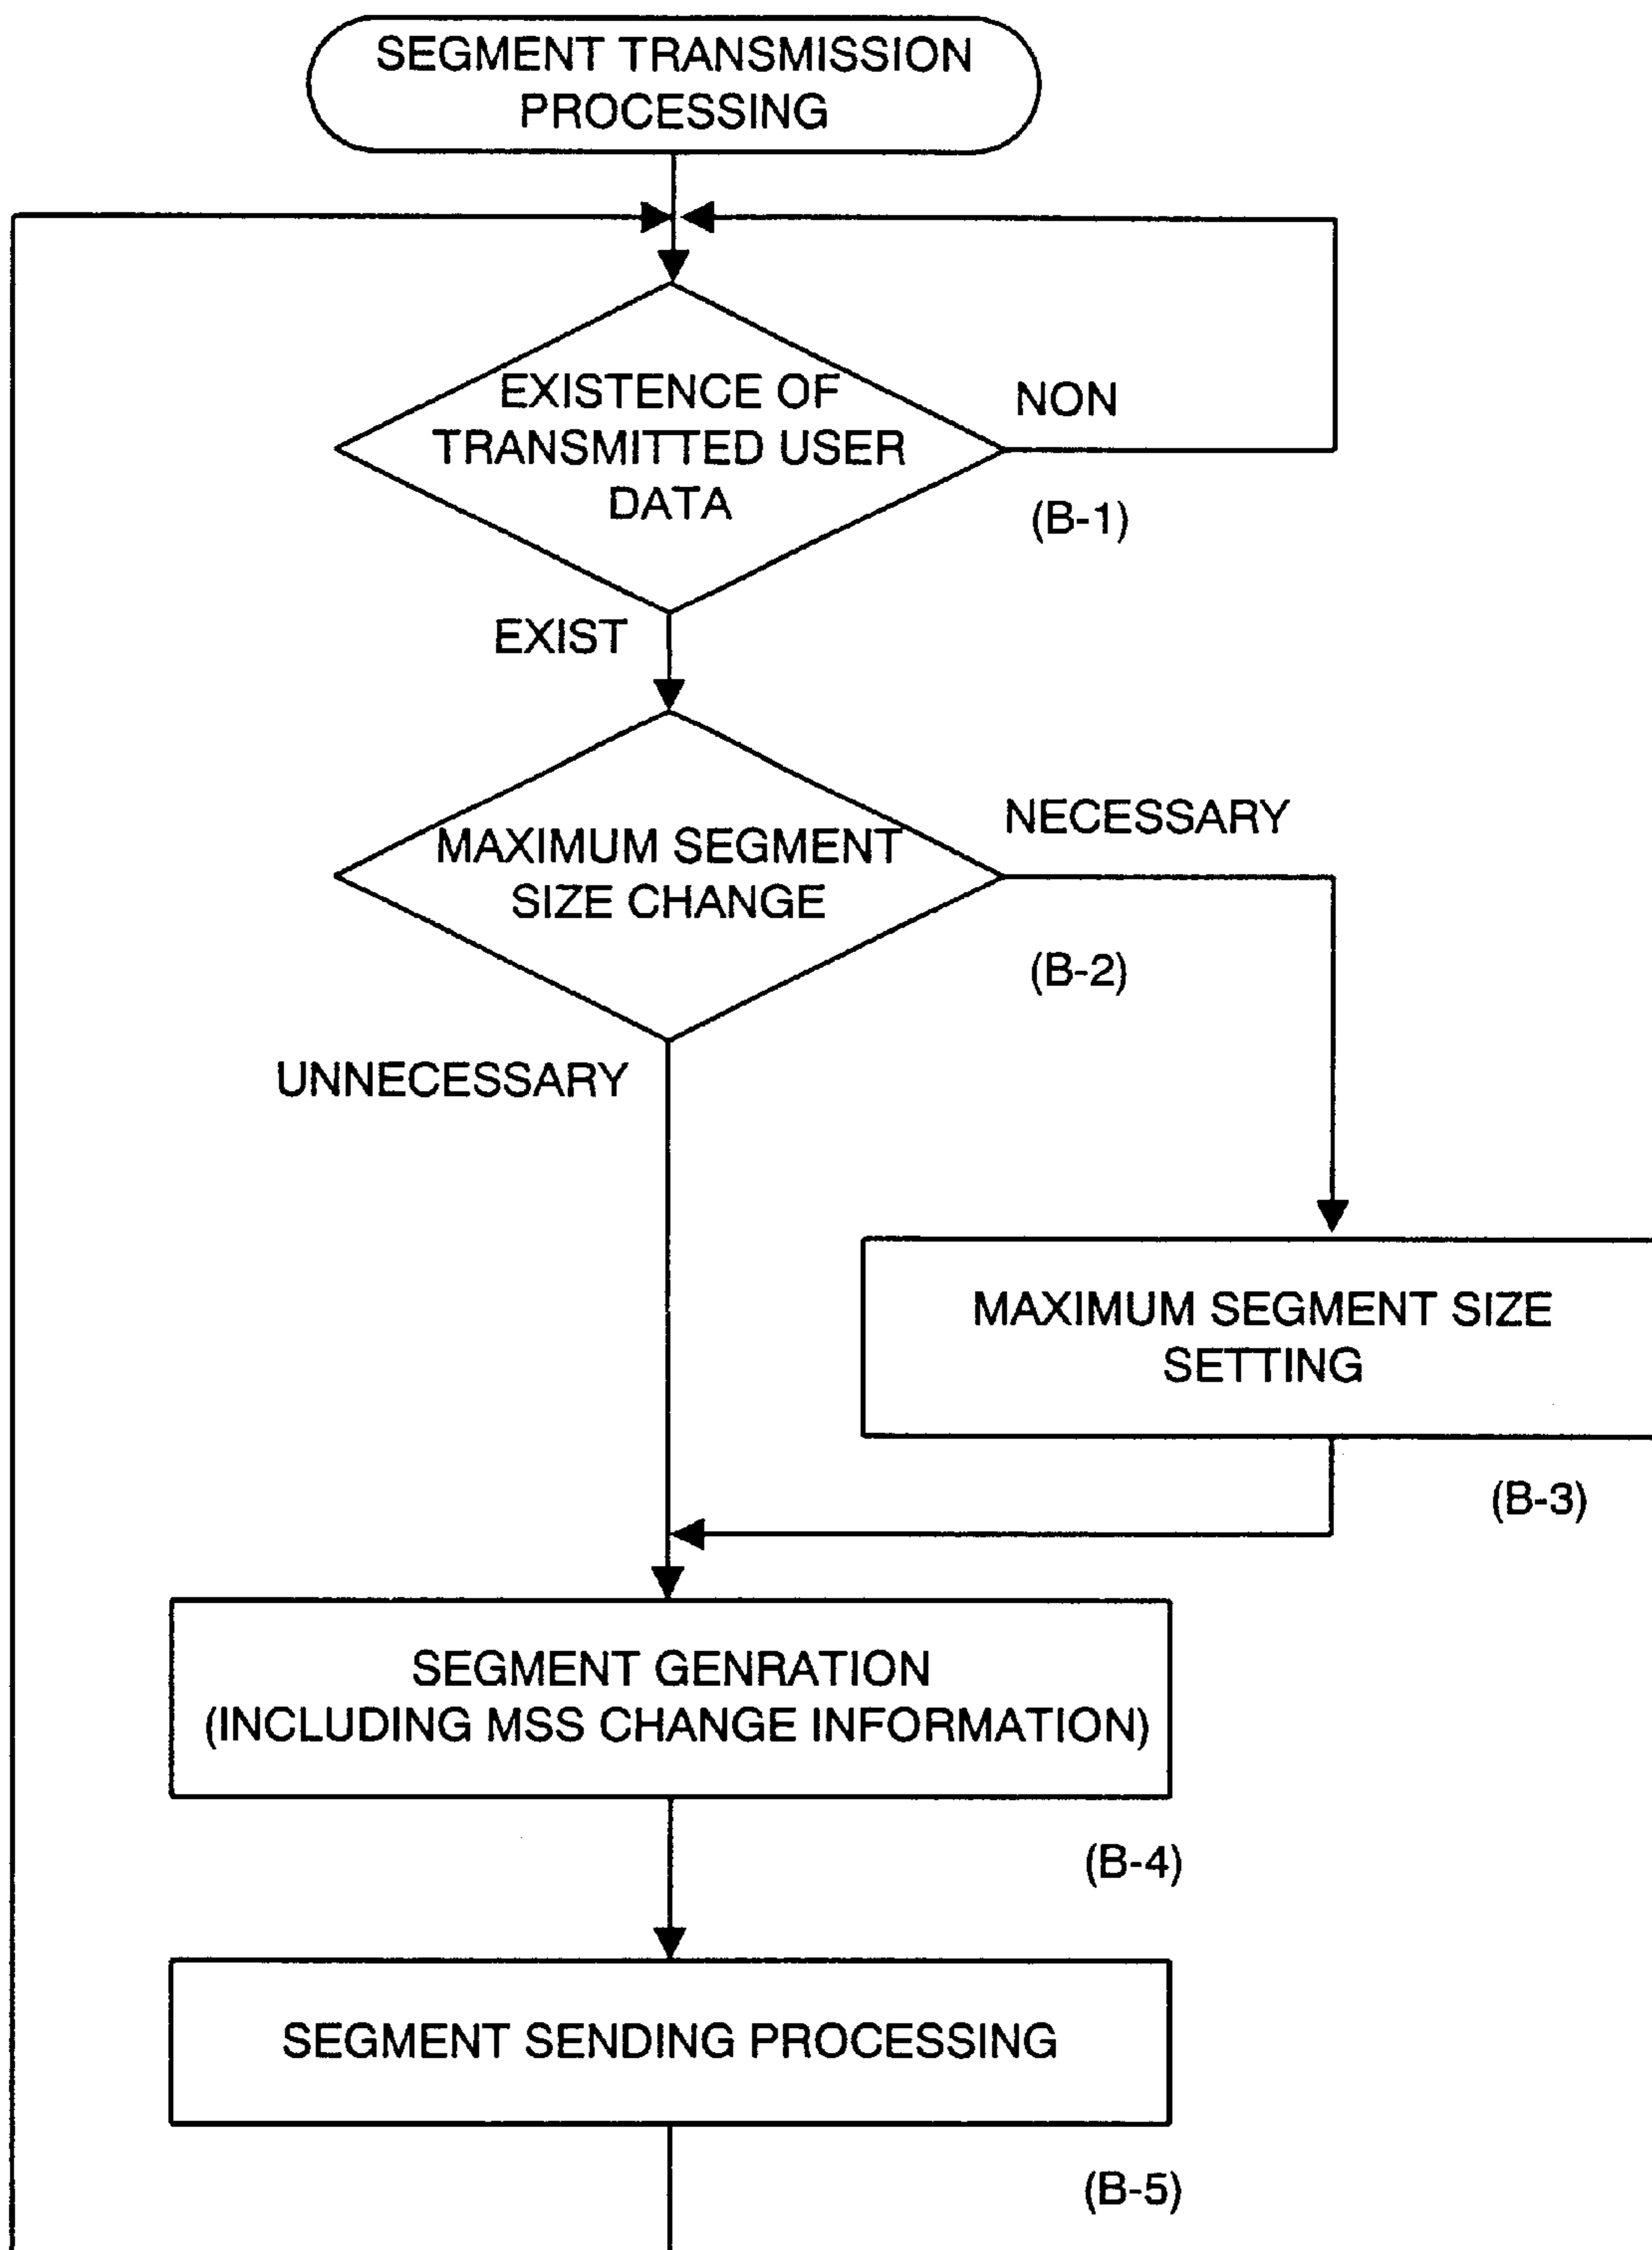 SEGMENT TRANSMISSION
PROCESSING
EXISTENCE OF
TRANSMITTED USER
DATA
NON
(B-1)
EXIST
MAXIMUM SEGMENT
SIZE CHANGE
NECESSARY
(B-2)
UNNECESSARY
MAXIMUM SEGMENT SIZE
SETTING
(B-3)
SEGMENT GENRATION
(INCLUDING MSS CHANGE INFORMATION)
(B-4)
SEGMENT SENDING PROCESSING
(B-5)